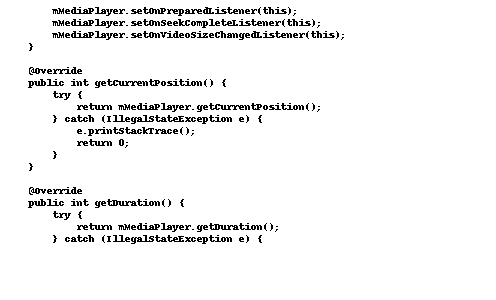 mMediaPlayer.setOnPreparedListener(this);
mMediaPlayer.setOnSeekCompleteListener(this);
mMediaPlayer.setOnVideoSizeChangedListener(this);
}
@Override
public int getCurrentPosition() {
try {
return mMediaPlayer.getCurrentPosition();
} catch (IllegalStateException e) {
e.printStackTrace();
return 0;
}
}
@Override
public int getDuration() {
try {
return mMediaPlayer.getDuration();
} catch (IllegalStateException e) {